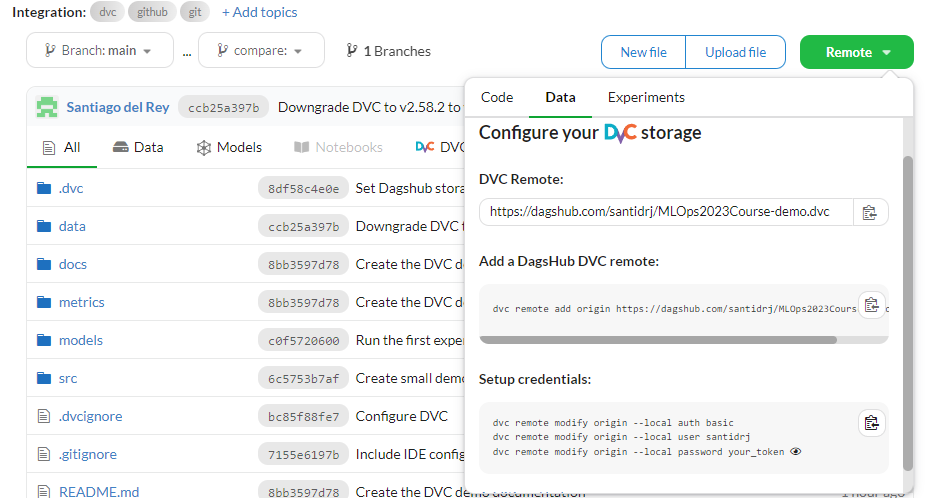 Integration: dvc github git + Add topics
Branch: main ... compare: 1 Branches New file Upload file Remote
Code Data Experiments
Configure your DVC storage
DVC Remote:
https://dagshub.com/santidrj/MLOps2023Course-demo.dvc
Add a DagsHub DVC remote:
dvc remote add origin https://dagshub.com/santidrj/MLOps2023Cours
Setup credentials:
dvc remote modify origin --local auth basic
dvc remote modify origin --local user santidrj
dvc remote modify origin --local password your_token
Santiago del Rey ccb25a397b Downgrade DVC to v2.58.2 to
All Data Models Notebooks DVC
.dvc 8df58c4e0e Set Dagshub stora
data ccb25a397b Downgrade DVC
docs 8bb3597d78 Create the DVC de
metrics 8bb3597d78 Create the DVC de
models c0f5720600 Run the first expe
src 6c5753b7af Create small demo
.dvcignore bc85f88fe7 Configure DVC
.gitignore 7155e6197b Include IDE config
README.md 8bb3597d78 Create the DVC demo documentation 1 hour ago